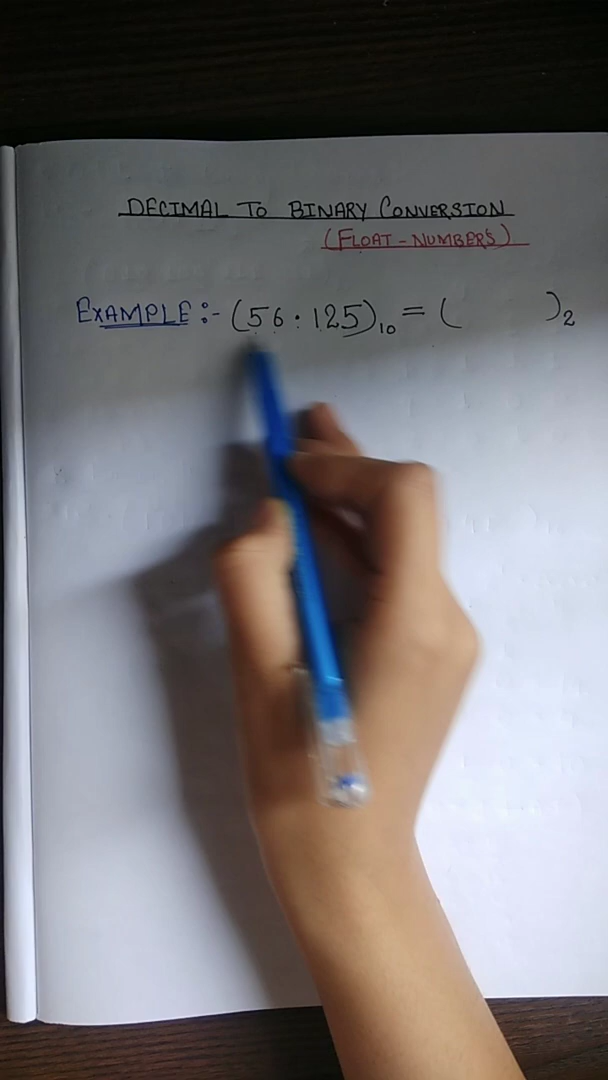 DECIMAL TO BINARY CONVERSION
(FLOAT-NUMBERS)
EXAMPLE:- (56.125)₁₀ = (        )₂